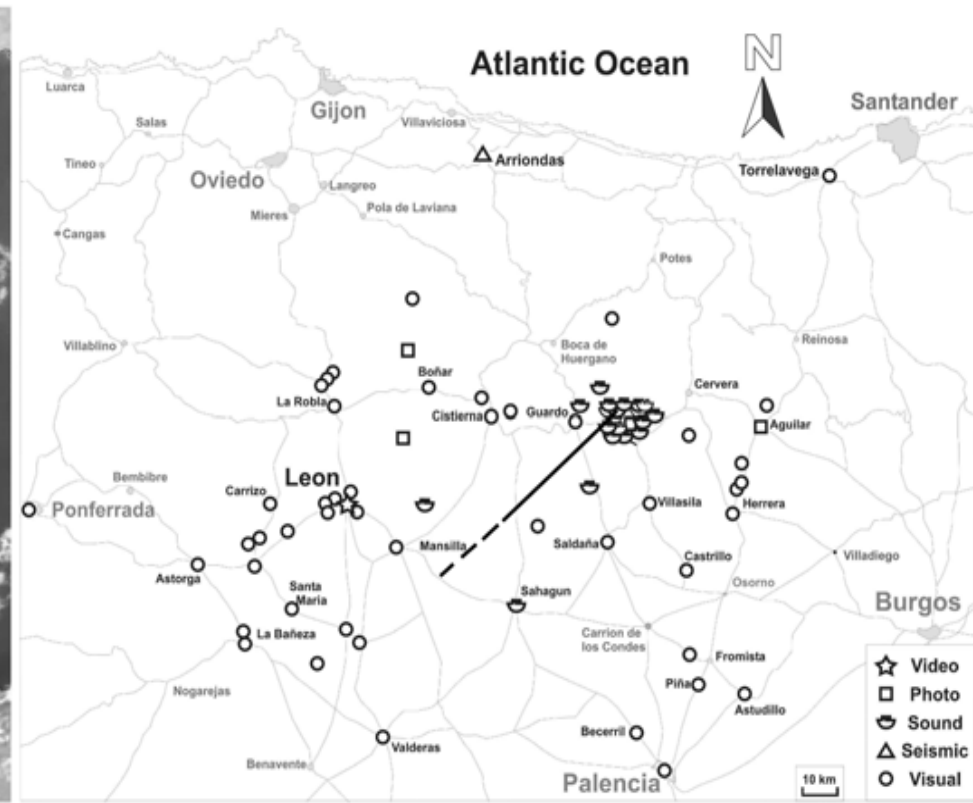 Atlantic Ocean
N
Luarca
Gijon
Santander
Salas
Villaviciosa
Tineo
Arriondas
Torrelavega
Oviedo
Langreo
Mieres
Pola de Laviana
Cangas
Potes
Villablino
Boca de
Huergano
Reinosa
Boñar
Cervera
La Robla
Cistierna
Guardo
Aguilar
Leon
Bembibre
Carrizo
Ponferrada
Villasila
Herrera
Mansilla
Saldaña
Villadiego
Castrillo
Astorga
Santa
Maria
Sahagun
Osorno
Burgos
La Bañeza
Carrion de
los Condes
Fromista
Nogarejas
Piña
Astudillo
Becerril
Valderas
Benavente
Palencia
10 km
Video
Photo
Sound
Seismic
Visual